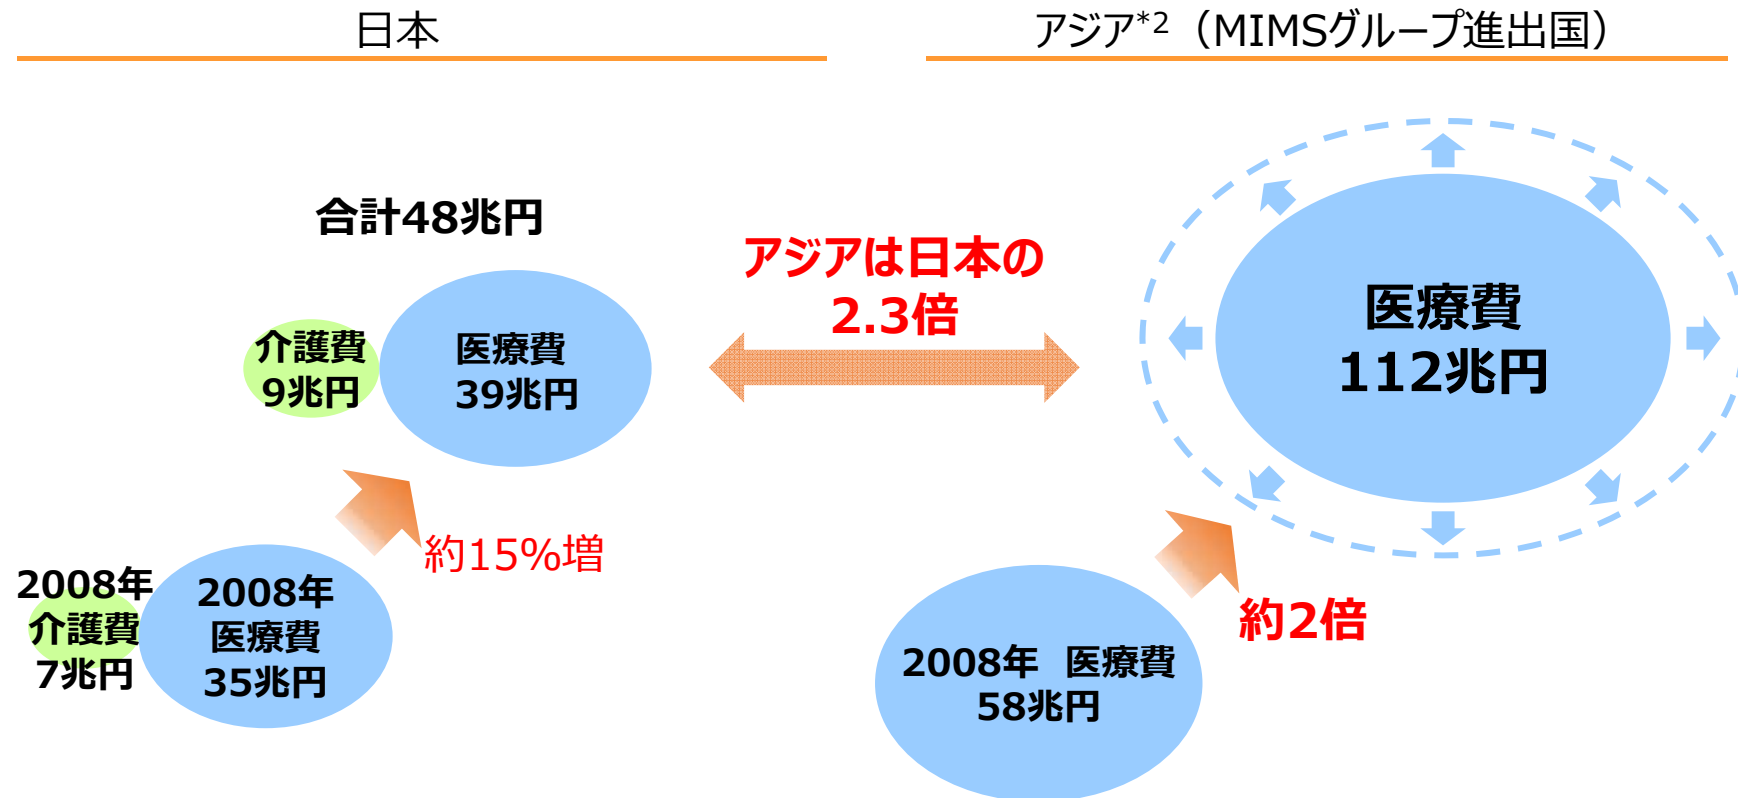 日本
アジア*2（MIMSグループ進出国）
合計48兆円
介護費
9兆円
医療費
39兆円
アジアは日本の
2.3倍
医療費
112兆円
約15%増
2008年
介護費
7兆円
2008年
医療費
35兆円
約2倍
2008年 医療費
58兆円